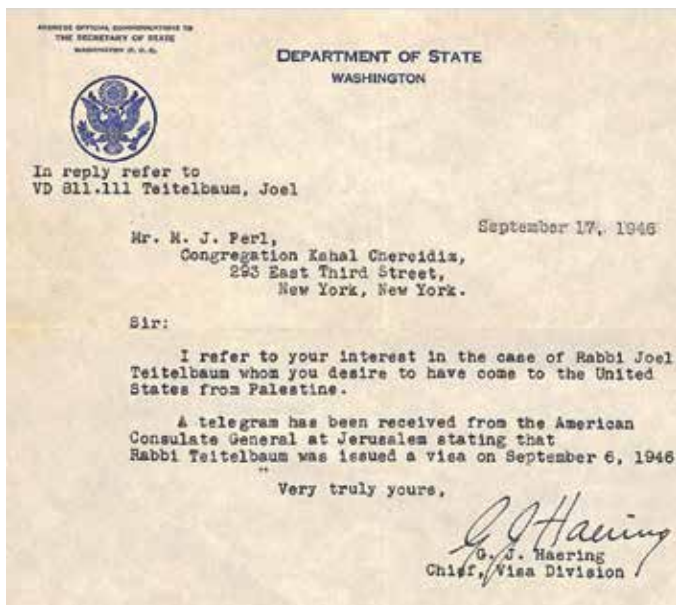 ADDRESS OFFICIAL COMMUNICATIONS TO
THE SECRETARY OF STATE
WASHINGTON D. C.
DEPARTMENT OF STATE
WASHINGTON
In reply refer to
VD 811.111 Teitelbaum, Joel
September 17, 1946
Mr. M. J. Perl,
Congregation Kahal Chereidim,
293 East Third Street,
New York, New York.
Sir:
I refer to your interest in the case of Rabbi Joel
Teitelbaum whom you desire to have come to the United
States from Palestine.
A telegram has been received from the American
Consulate General at Jerusalem stating that
Rabbi Teitelbaum was issued a visa on September 6, 1946
Very truly yours,
G J Haering
G. J. Haering
Chief, Visa Division